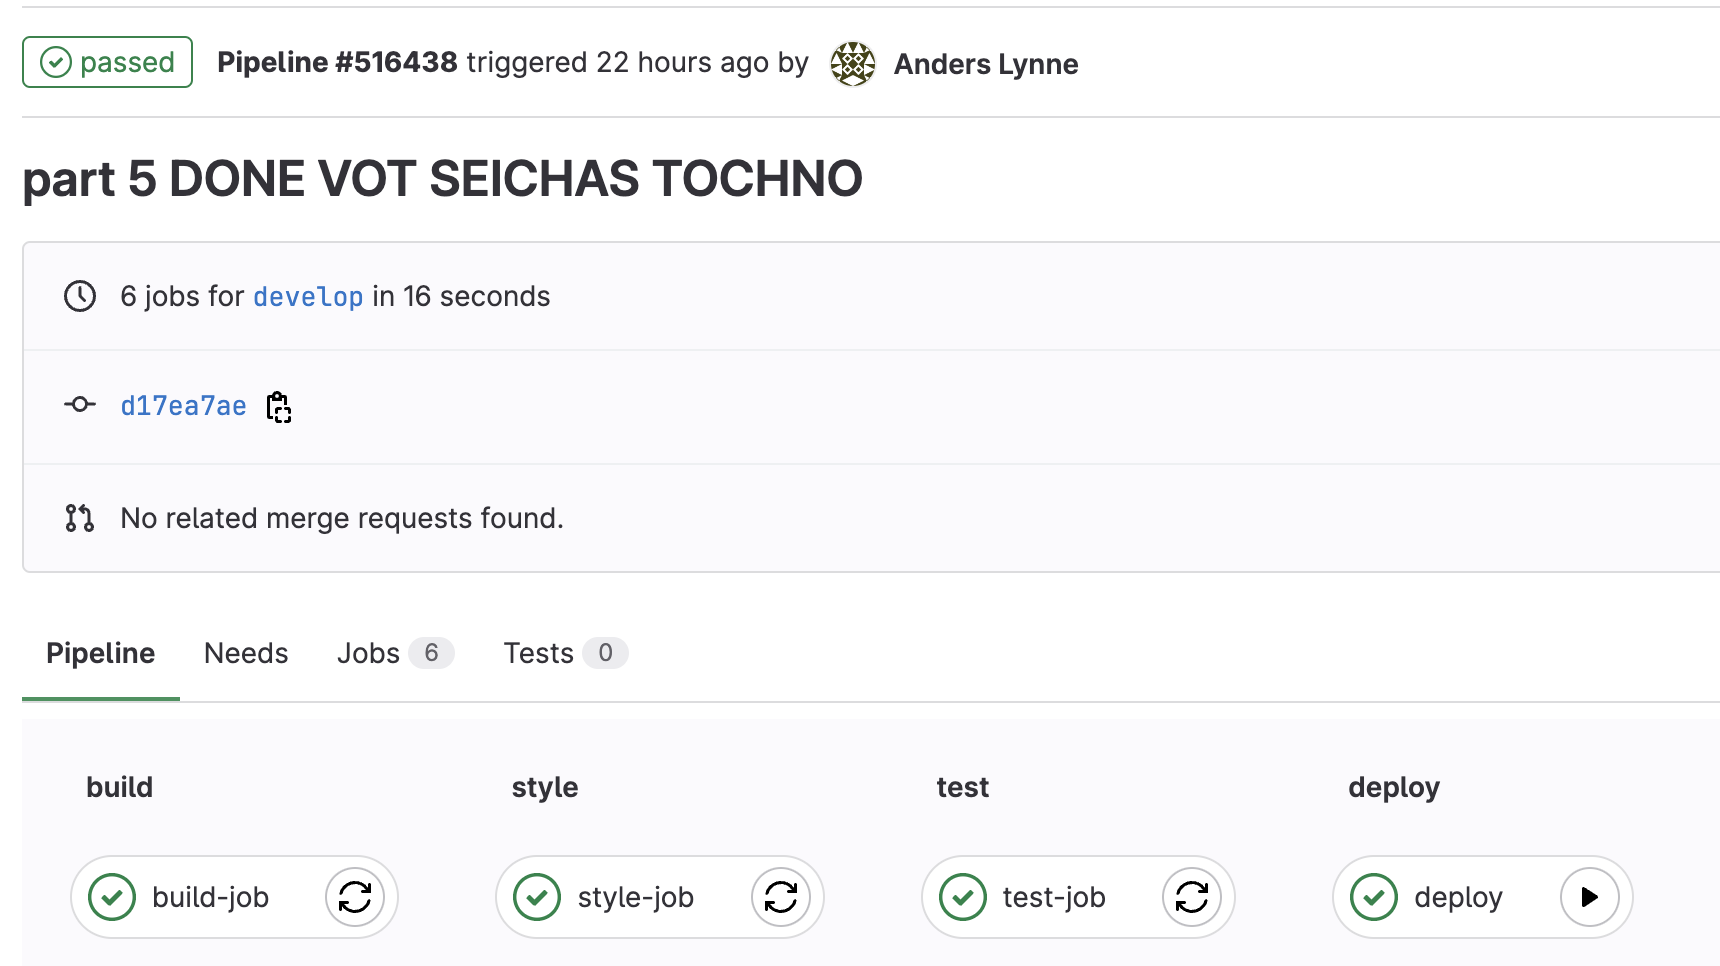 passed Pipeline #516438 triggered 22 hours ago by Anders Lynne
part 5 DONE VOT SEICHAS TOCHNO
6 jobs for develop in 16 seconds
d17ea7ae
No related merge requests found.
Pipeline Needs Jobs 6 Tests 0
build style test deploy
build-job style-job test-job deploy